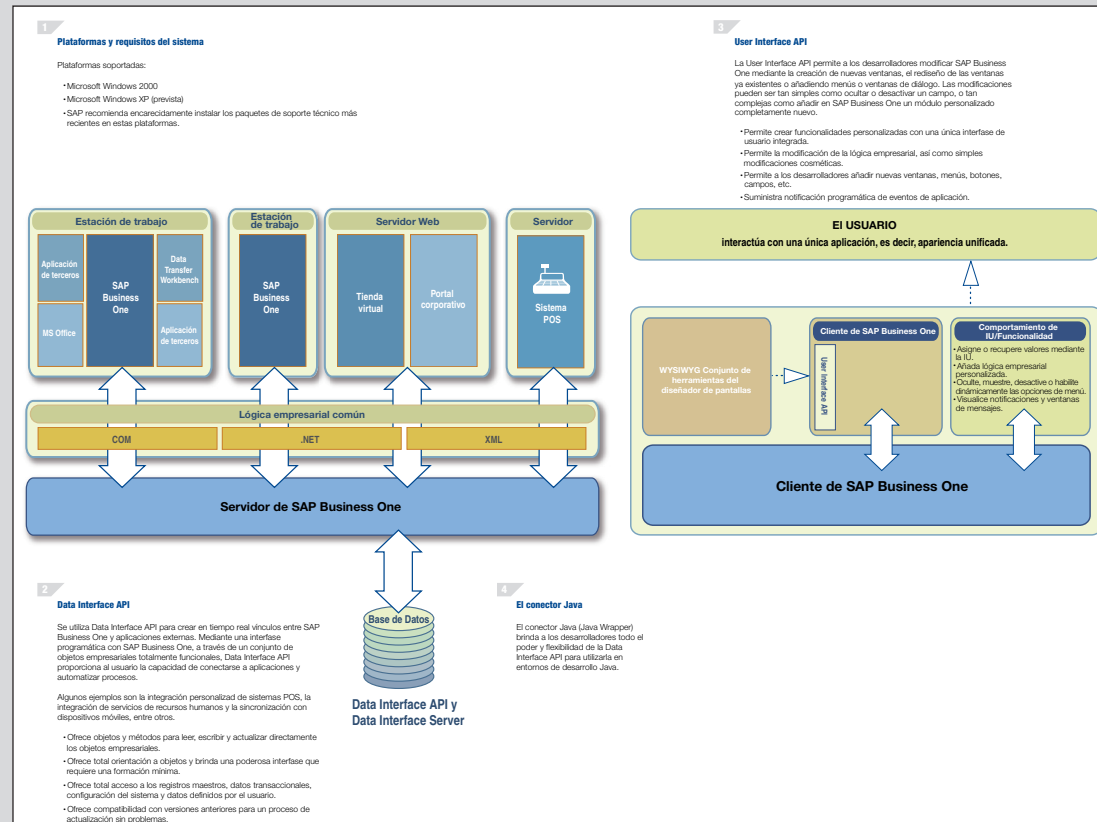 1
Plataformas y requisitos del sistema
Plataformas soportadas:
•Microsoft Windows 2000
•Microsoft Windows XP (prevista)
•SAP recomienda encarecidamente instalar los paquetes de soporte técnico más
recientes en estas plataformas.
3
User Interface API
La User Interface API permite a los desarrolladores modificar SAP Business
One mediante la creación de nuevas ventanas, el rediseño de las ventanas
ya existentes o añadiendo menús o ventanas de diálogo. Las modificaciones
pueden ser tan simples como ocultar o desactivar un campo, o tan
complejas como añadir en SAP Business One un módulo personalizado
completamente nuevo.
•Permite crear funcionalidades personalizadas con una única interfase de
usuario integrada.
•Permite la modificación de la lógica empresarial, así como simples
modificaciones cosméticas.
•Permite a los desarrolladores añadir nuevas ventanas, menús, botones,
campos, etc.
•Suministra notificación programática de eventos de aplicación.
Estación de trabajo
Aplicación
de terceros
MS Office
SAP
Business
One
Data
Transfer
Workbench
Aplicación
de terceros
Estación
de trabajo
SAP
Business
One
Servidor Web
Tienda
virtual
Portal
corporativo
Servidor
Sistema
POS
Lógica empresarial común
COM
.NET
XML
Servidor de SAP Business One
Base de Datos
Data Interface API y
Data Interface Server
El USUARIO
interactúa con una única aplicación, es decir, apariencia unificada.
WYSIWYG Conjunto de
herramientas del
diseñador de pantallas
Cliente de SAP Business One
User Interface API
Comportamiento de
IU/Funcionalidad
•Asigne o recupere valores mediante
la IU.
•Añada lógica empresarial
personalizada.
•Oculte, muestre, desactive o habilite
dinámicamente las opciones de menú.
•Visualice notificaciones y ventanas
de mensajes.
Cliente de SAP Business One
2
Data Interface API
Se utiliza Data Interface API para crear en tiempo real vínculos entre SAP
Business One y aplicaciones externas. Mediante una interfase
programática con SAP Business One, a través de un conjunto de
objetos empresariales totalmente funcionales, Data Interface API
proporciona al usuario la capacidad de conectarse a aplicaciones y
automatizar procesos.
Algunos ejemplos son la integración personalizad de sistemas POS, la
integración de servicios de recursos humanos y la sincronización con
dispositivos móviles, entre otros.
•Ofrece objetos y métodos para leer, escribir y actualizar directamente
los objetos empresariales.
•Ofrece total orientación a objetos y brinda una poderosa interfase que
requiere una formación mínima.
•Ofrece total acceso a los registros maestros, datos transaccionales,
configuración del sistema y datos definidos por el usuario.
•Ofrece compatibilidad con versiones anteriores para un proceso de
actualización sin problemas.
4
El conector Java
El conector Java (Java Wrapper)
brinda a los desarrolladores todo el
poder y flexibilidad de la Data
Interface API para utilizarla en
entornos de desarrollo Java.